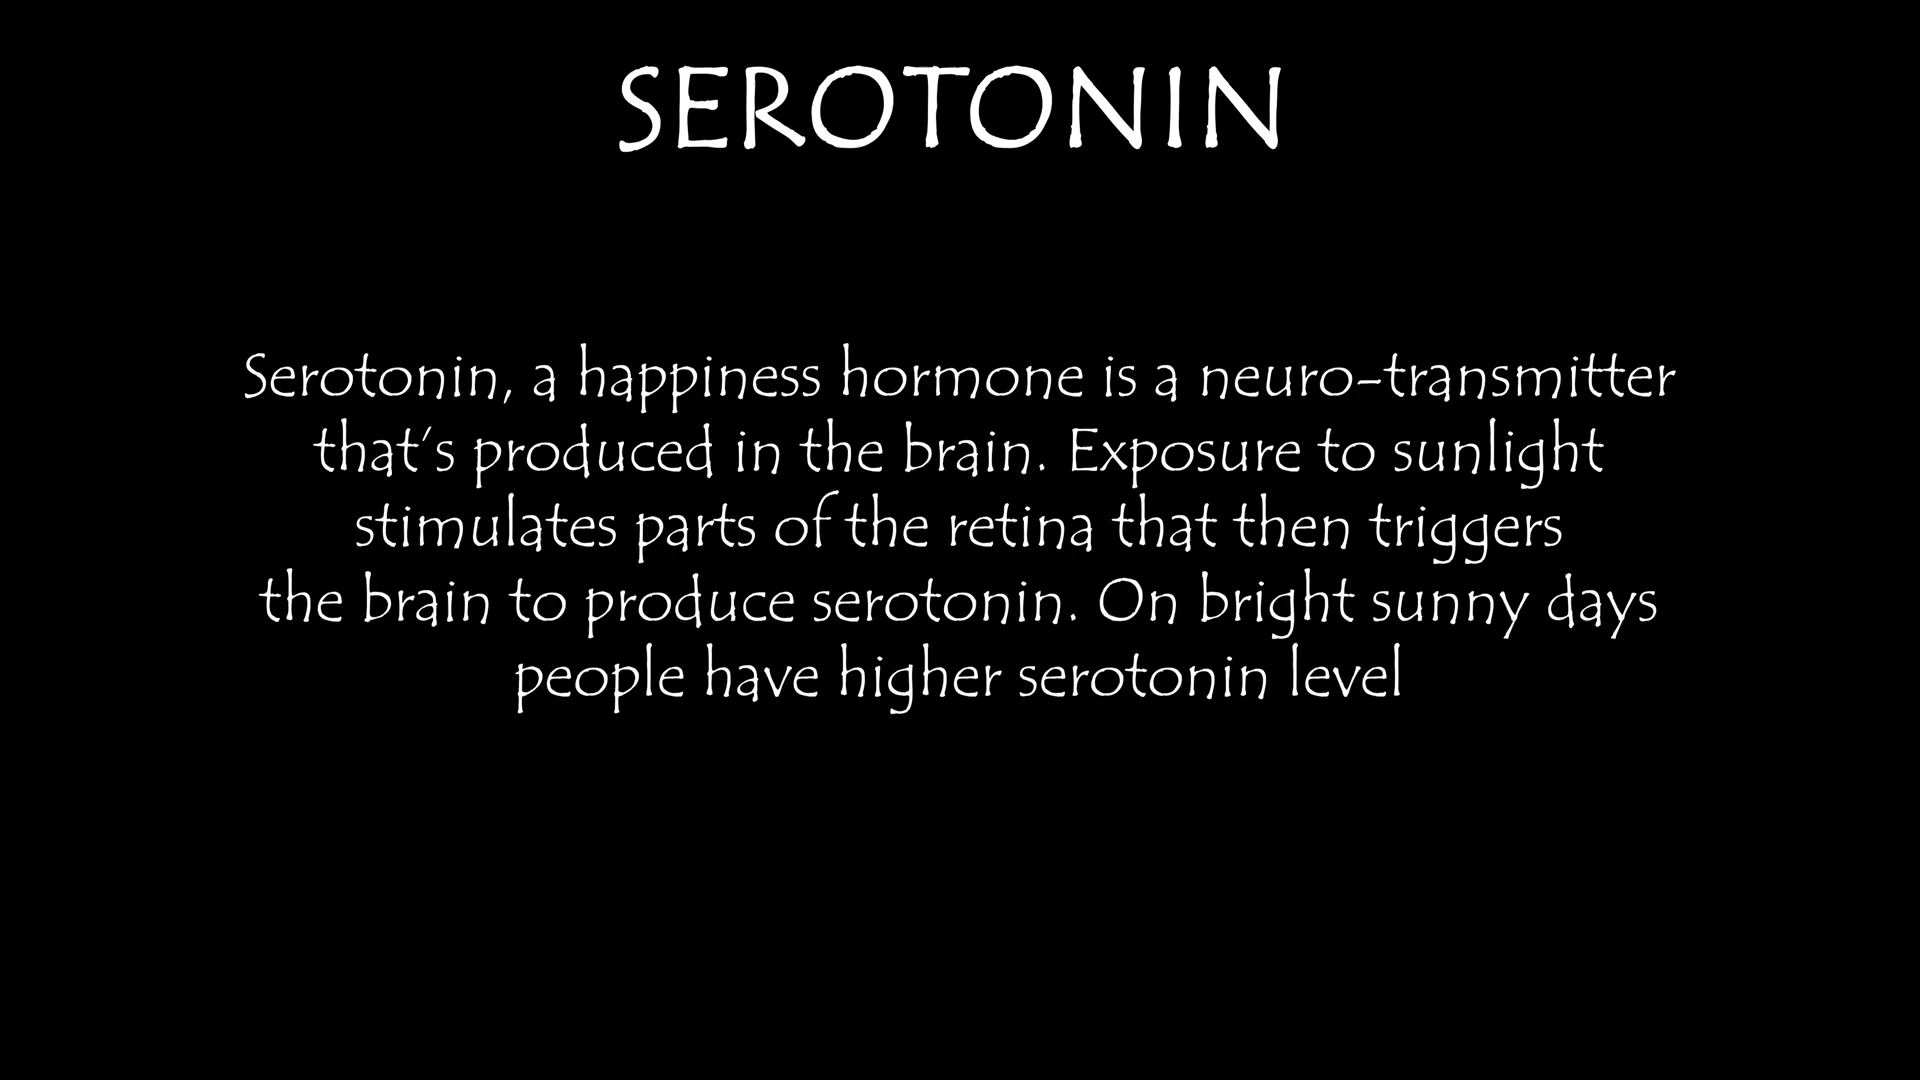 SEROTONIN
Serotonin, a happiness hormone is a neuro-transmitter
that's produced in the brain. Exposure to sunlight
stimulates parts of the retina that then triggers
the brain to produce serotonin. On bright sunny days
people have higher serotonin level